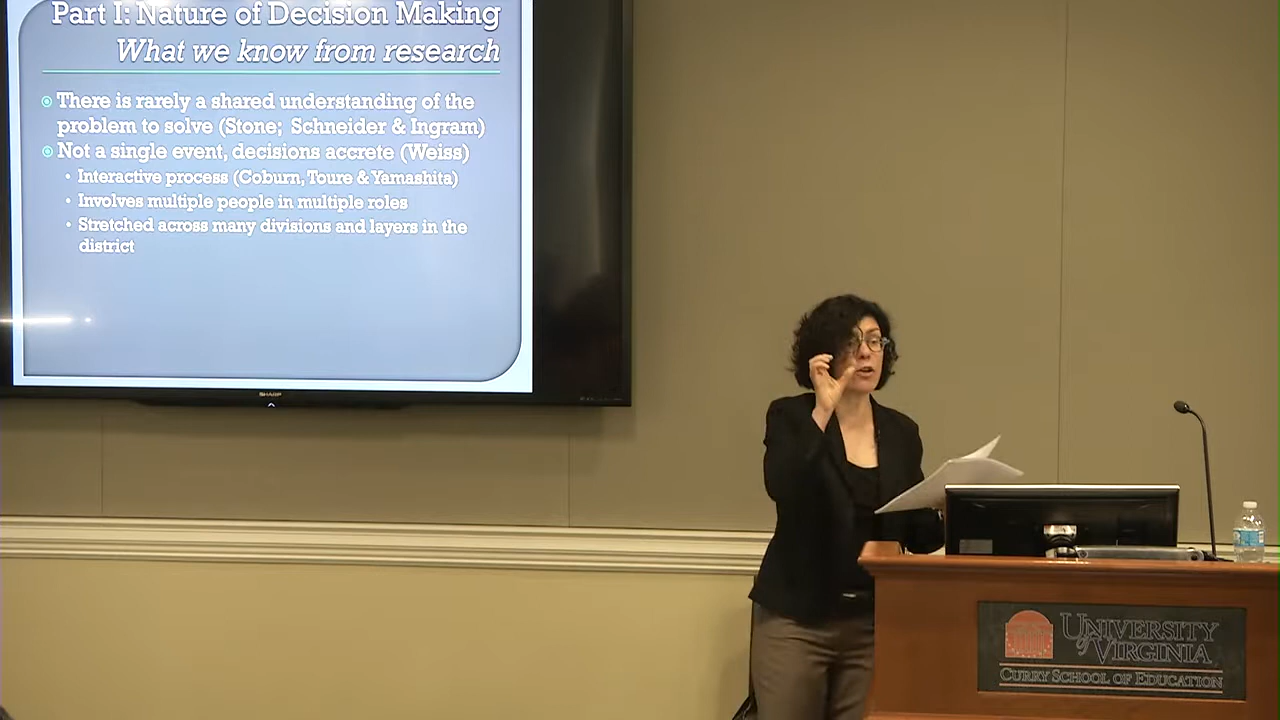 Part I: Nature of Decision Making
What we know from research
There is rarely a shared understanding of the
problem to solve (Stone; Schneider & Ingram)
Not a single event, decisions accrete (Weiss)
• Interactive process (Coburn, Toure & Yamashita)
• Involves multiple people in multiple roles
• Stretched across many divisions and layers in the
district
SHARP
UNIVERSITY
of VIRGINIA
CURRY SCHOOL OF EDUCATION